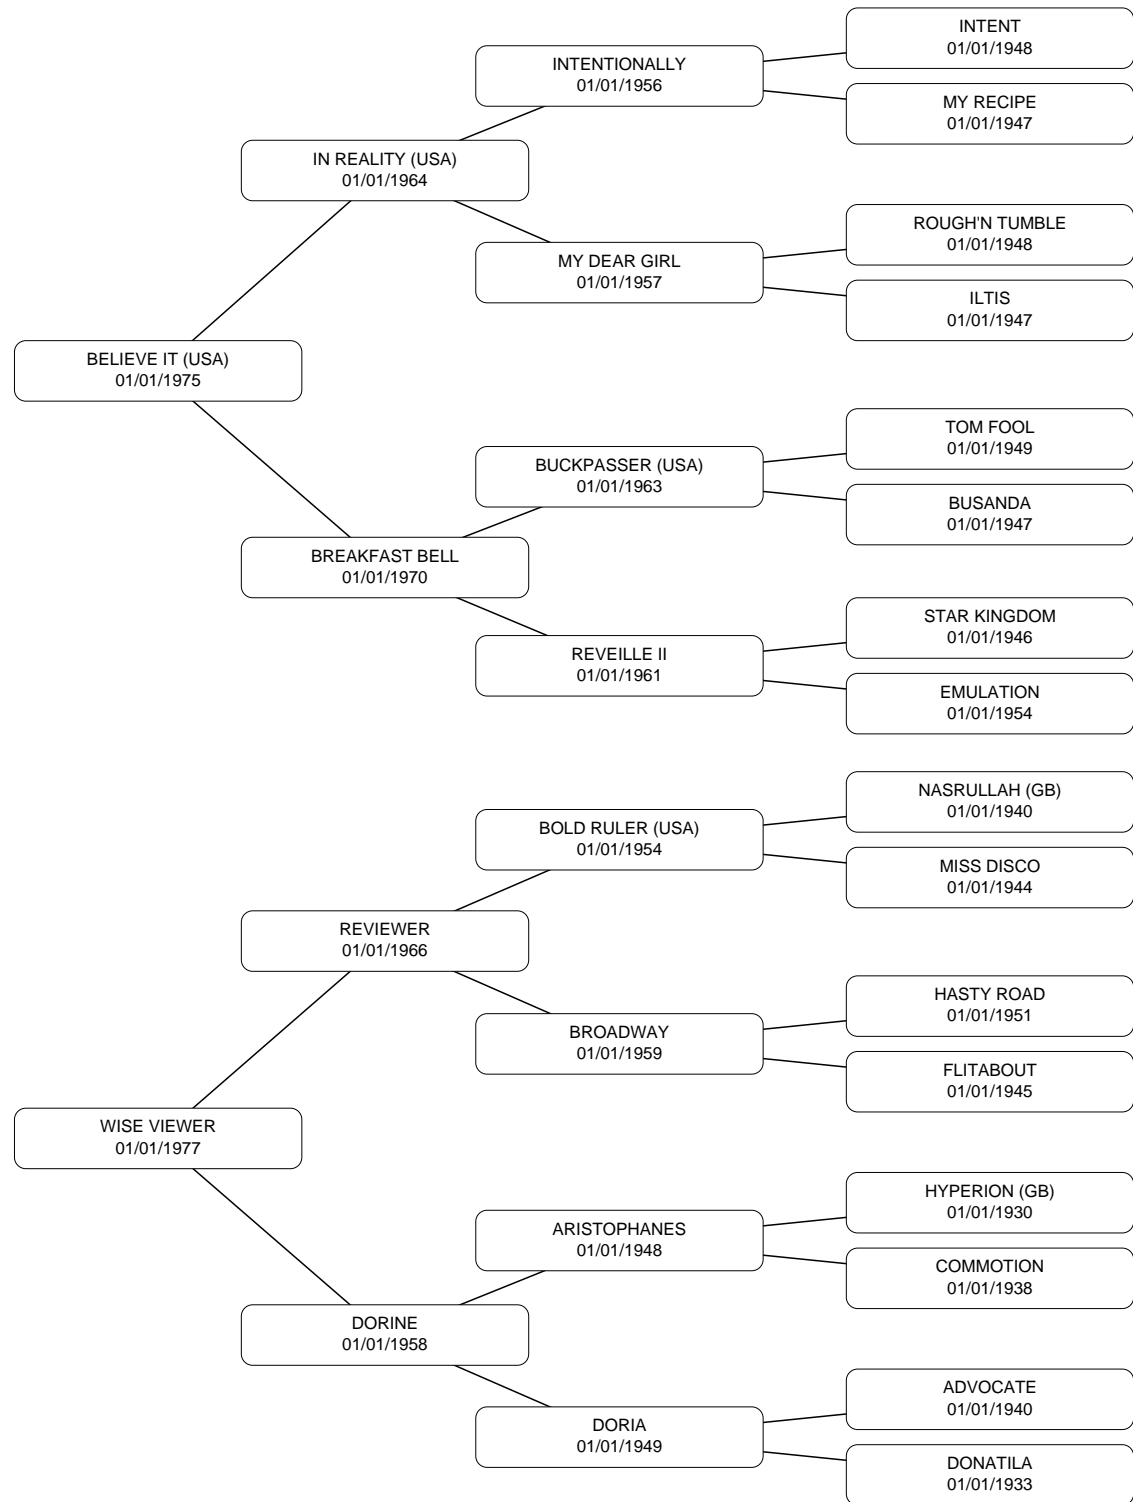 INTENT
01/01/1948
INTENTIONALLY
01/01/1956
MY RECIPE
01/01/1947
IN REALITY (USA)
01/01/1964
ROUGH'N TUMBLE
01/01/1948
MY DEAR GIRL
01/01/1957
ILTIS
01/01/1947
BELIEVE IT (USA)
01/01/1975
TOM FOOL
01/01/1949
BUCKPASSER (USA)
01/01/1963
BUSANDA
01/01/1947
BREAKFAST BELL
01/01/1970
STAR KINGDOM
01/01/1946
REVEILLE II
01/01/1961
EMULATION
01/01/1954
NASRULLAH (GB)
01/01/1940
BOLD RULER (USA)
01/01/1954
MISS DISCO
01/01/1944
REVIEWER
01/01/1966
HASTY ROAD
01/01/1951
BROADWAY
01/01/1959
FLITABOUT
01/01/1945
WISE VIEWER
01/01/1977
HYPERION (GB)
01/01/1930
ARISTOPHANES
01/01/1948
COMMOTION
01/01/1938
DORINE
01/01/1958
ADVOCATE
01/01/1940
DORIA
01/01/1949
DONATILA
01/01/1933